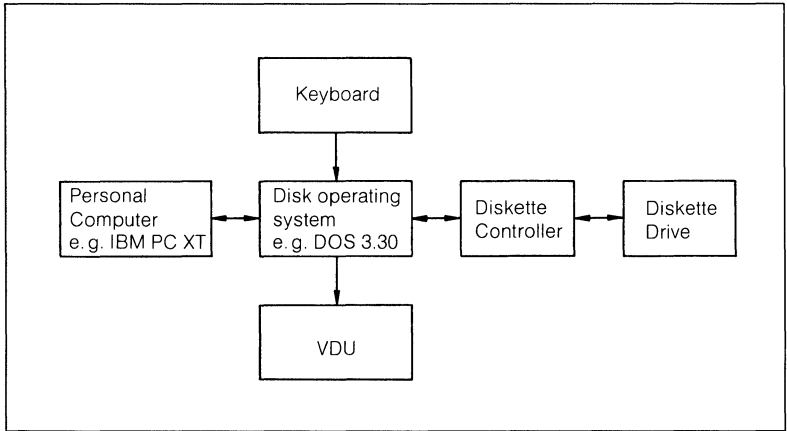 Keyboard
Personal
Computer
e.g. IBM PC XT
Disk operating
system
e.g. DOS 3.30
Diskette
Controller
Diskette
Drive
VDU